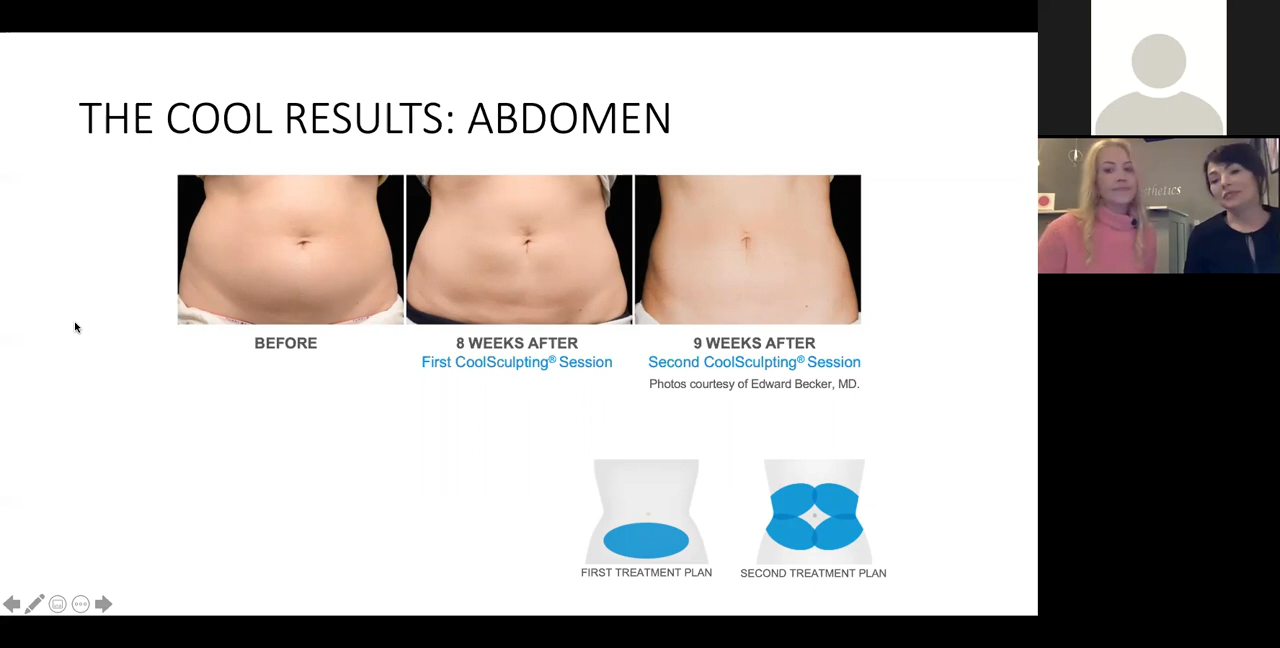 THE COOL RESULTS: ABDOMEN
BEFORE
8 WEEKS AFTER
First CoolSculpting® Session
9 WEEKS AFTER
Second CoolSculpting® Session
Photos courtesy of Edward Becker, MD.
FIRST TREATMENT PLAN
SECOND TREATMENT PLAN